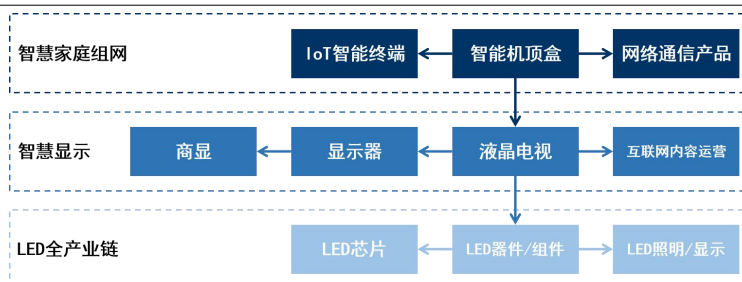 智慧家庭组网
IoT智能终端
智能机顶盒
网络通信产品
智慧显示
商显
显示器
液晶电视
互联网内容运营
LED全产业链
LED芯片
LED器件/组件
LED照明/显示